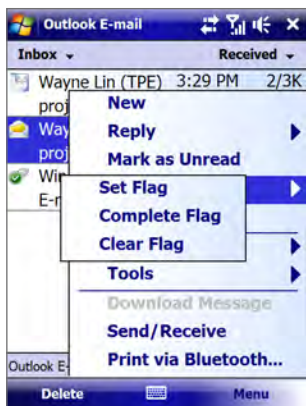 Outlook E-mail
Inbox Received
Wayne Lin (TPE) 3:29 PM 2/3K
proj
New
Way
Reply
proj
Mark as Unread
Win
Set Flag
E-r
Complete Flag
Clear Flag
Tools
Download Message
Send/Receive
Outlook E-
Print via Bluetooth...
Delete Menu